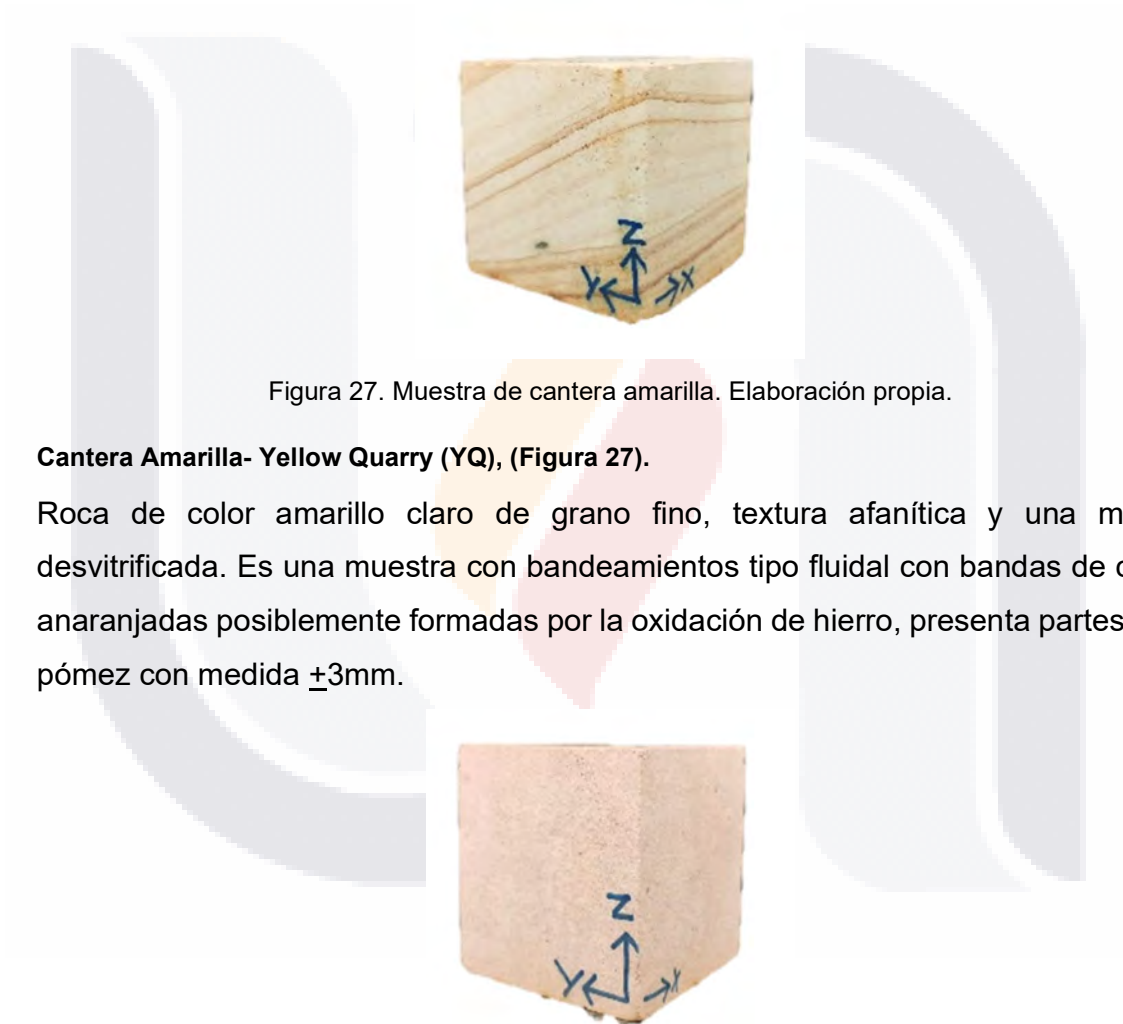 Z
Y X
Figura 27. Muestra de cantera amarilla. Elaboración propia.
Cantera Amarilla- Yellow Quarry (YQ), (Figura 27).
Roca de color amarillo claro de grano fino, textura afanítica y una
desvitrificada. Es una muestra con bandeamientos tipo fluidal con bandas de
anaranjadas posiblemente formadas por la oxidación de hierro, presenta partes
pómez con medida +3mm.
Z
Y X